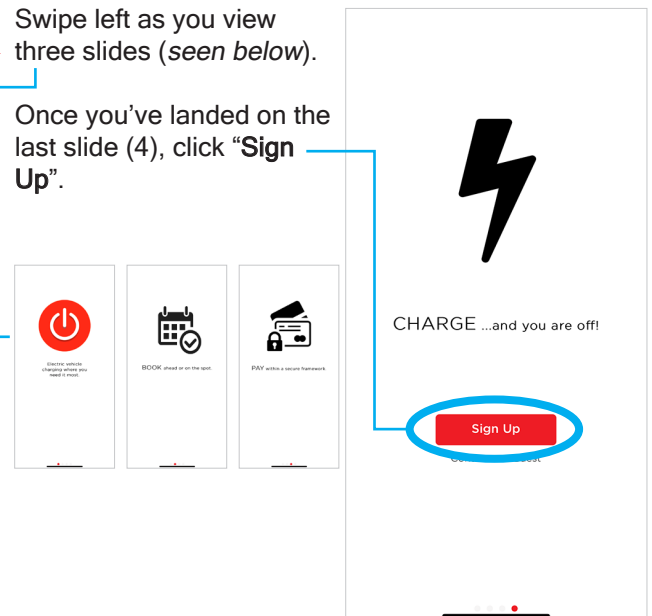 Swipe left as you view
three slides (seen below).
Once you’ve landed on the
last slide (4), click “Sign
Up”.
Electric vehicle
charging where you
need it most.
BOOK ahead or on the spot.
PAY within a secure framework
CHARGE ...and you are off!
Sign Up